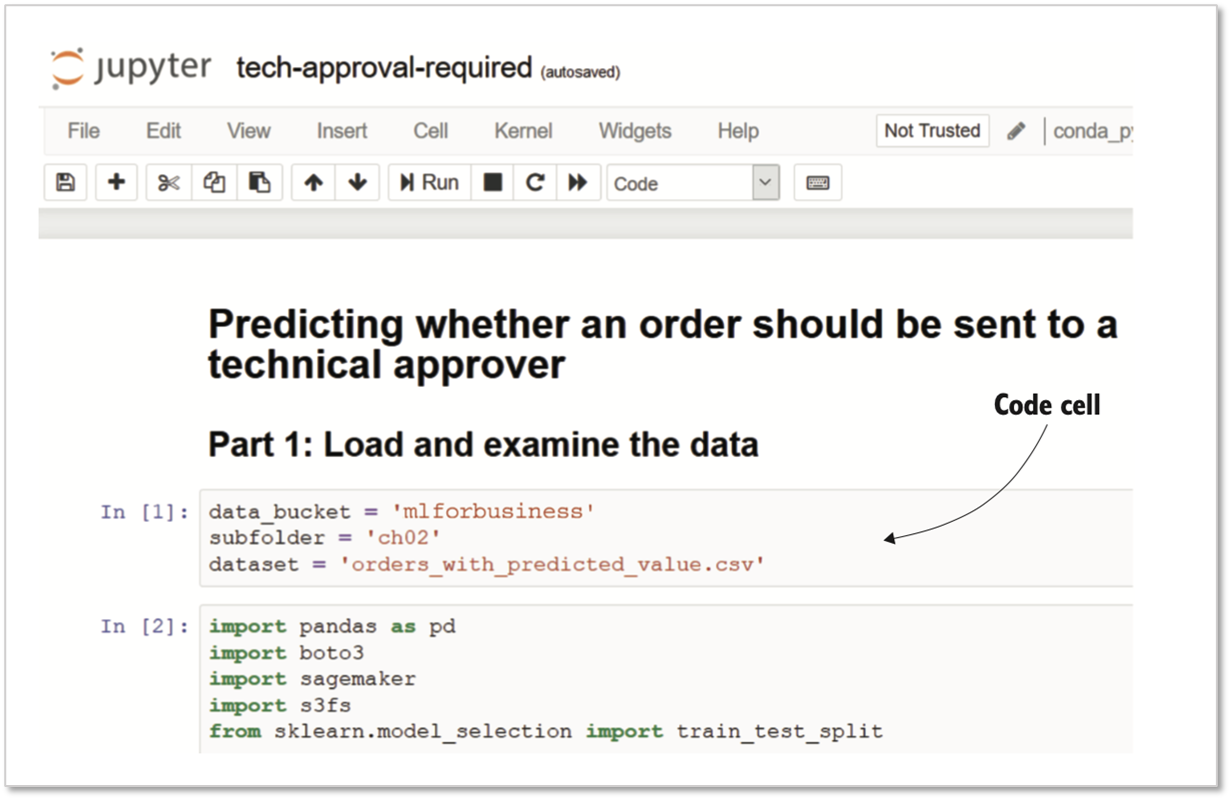 jupyter tech-approval-required (autosaved)
File Edit View Insert Cell Kernel Widgets Help Not Trusted conda_py
Run Code
Predicting whether an order should be sent to a
technical approver
Code cell
Part 1: Load and examine the data
In [1]: data_bucket = 'mlforbusiness'
subfolder = 'ch02'
dataset = 'orders_with_predicted_value.csv'
In [2]: import pandas as pd
import boto3
import sagemaker
import s3fs
from sklearn.model_selection import train_test_split